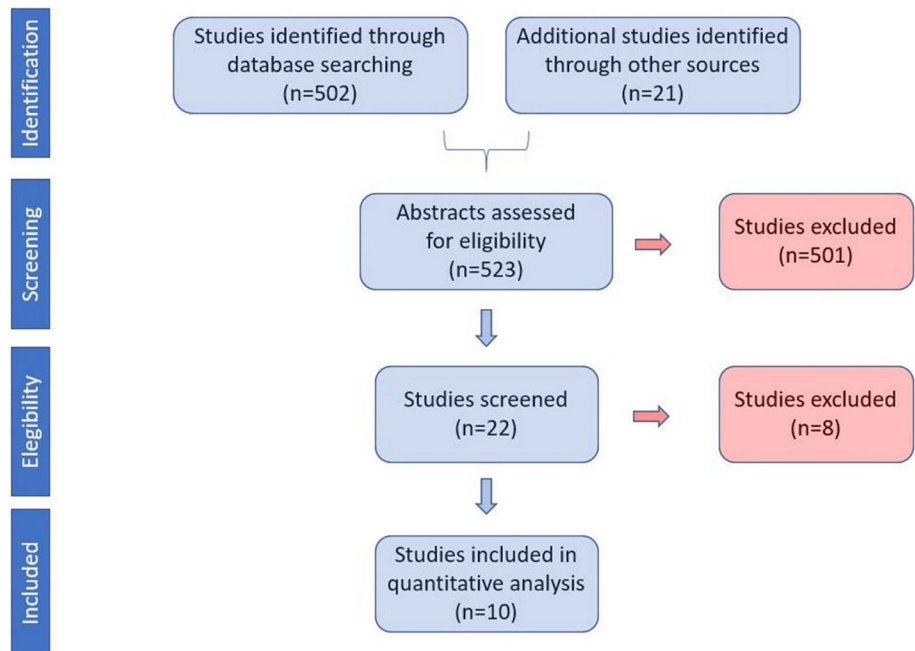 Identification
Studies identified through
database searching
(n=502)
Additional studies identified
through other sources
(n=21)
Screening
Abstracts assessed
for eligibility
(n=523)
Studies excluded
(n=501)
Elegibility
Studies screened
(n=22)
Studies excluded
(n=8)
Included
Studies included in
quantitative analysis
(n=10)